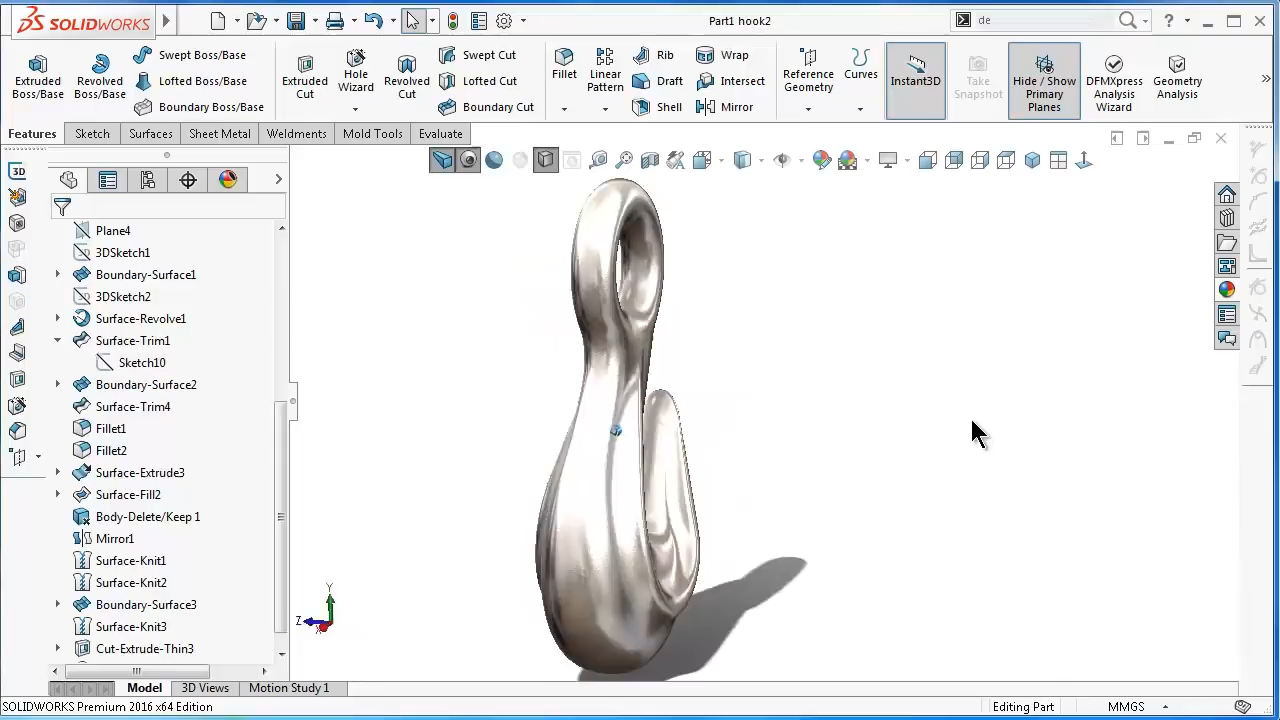 SOLIDWORKS
Part1 hrok2
de
Extruded Boss/Base
Revolved Boss/Base
Swept Boss/Base
Lofted Boss/Base
Boundary Boss/Base
Extruded Cut
Hole Wizard
Revolved Cut
Swept Cut
Lofted Cut
Boundary Cut
Fillet
Linear Pattern
Rib
Draft
Shell
Wrap
Intersect
Mirror
Reference Geometry
Curves
Instant3D
Take Snapshot
Hide / Show Primary Planes
DFMXpress Analysis Wizard
Geometry Analysis
Features
Sketch
Surfaces
Sheet Metal
Weldments
Mold Tools
Evaluate
3D
Plane4
3DSketch1
Boundary-Surface1
3DSketch2
Surface-Revolve1
Surface-Trim1
Sketch10
Boundary-Surface2
Surface-Trim4
Fillet1
Fillet2
Surface-Extrude3
Surface-Fill2
Body-Delete/Keep 1
Mirror1
Surface-Knit1
Surface-Knit2
Boundary-Surface3
Surface-Knit3
Cut-Extrude-Thin3
Y
Z
X
Model
3D Views
Motion Study 1
SOLIDWORKS Premium 2016 x64 Edition
Editing Part
MMGS